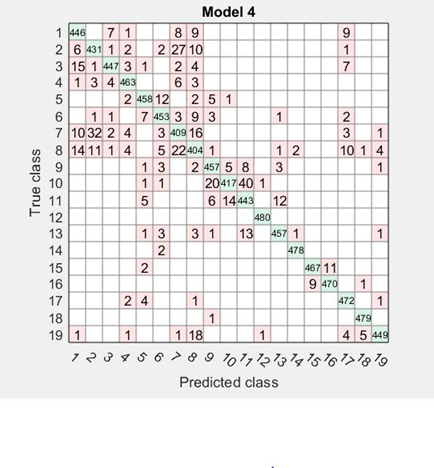 Model 4
1 446 7 1 8 9 9
2 6 431 1 2 2 27 10 1
3 15 1 447 3 1 2 4 7
4 1 3 4 463 6 3
5 2 458 12 2 5 1
6 1 1 7 453 3 9 3 1 2
7 10 32 2 4 3 409 16 3 1
8 14 11 1 4 5 22 404 1 1 2 10 1 4
9 1 3 2 457 5 8 3 1
10 1 1 20 417 40 1
11 5 6 14 443 12
12 480
13 1 3 3 1 13 457 1 1
14 2 478
15 2 467 11
16 9 470 1
17 2 4 1 472 1
18 1 479
19 1 1 1 18 1 4 5 449
1 2 3 4 5 6 7 8 9 10 11 12 13 14 15 16 17 18 19
True class
Predicted class